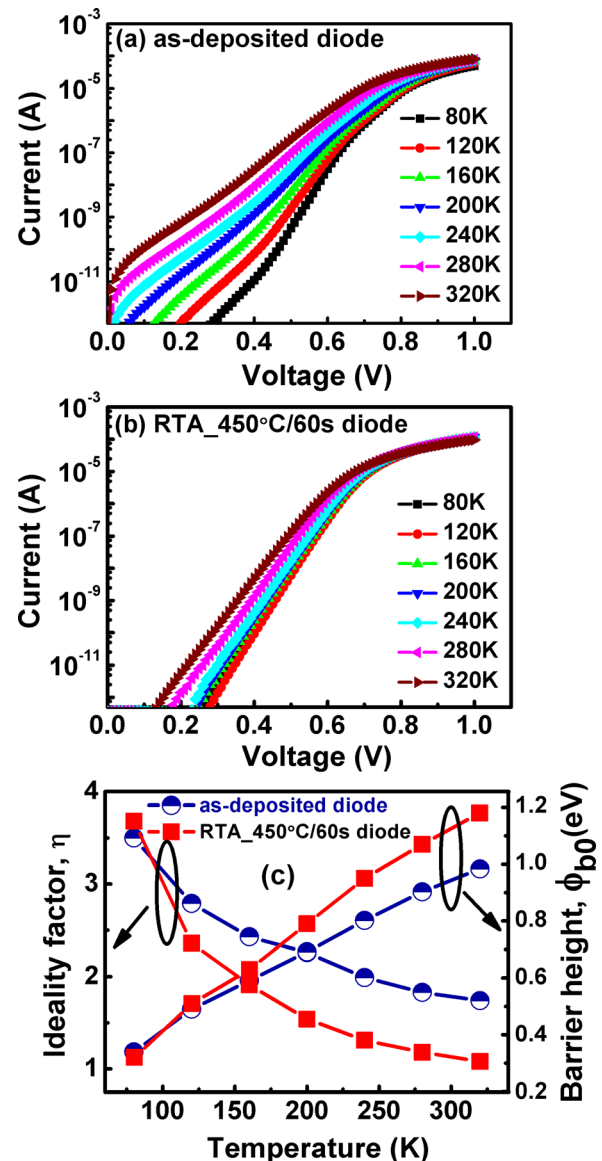 (a) as-deposited diode
Current (A)
10⁻³
10⁻⁵
10⁻⁷
10⁻⁹
10⁻¹¹
80K
120K
160K
200K
240K
280K
320K
0.0 0.2 0.4 0.6 0.8 1.0
Voltage (V)
(b) RTA_450°C/60s diode
Current (A)
10⁻³
10⁻⁵
10⁻⁷
10⁻⁹
10⁻¹¹
80K
120K
160K
200K
240K
280K
320K
0.0 0.2 0.4 0.6 0.8 1.0
Voltage (V)
as-deposited diode
RTA_450°C/60s diode
(c)
Ideality factor, η
4
3
2
1
Barrier height, ϕb0(eV)
1.2
1.0
0.8
0.6
0.4
0.2
100 150 200 250 300
Temperature (K)